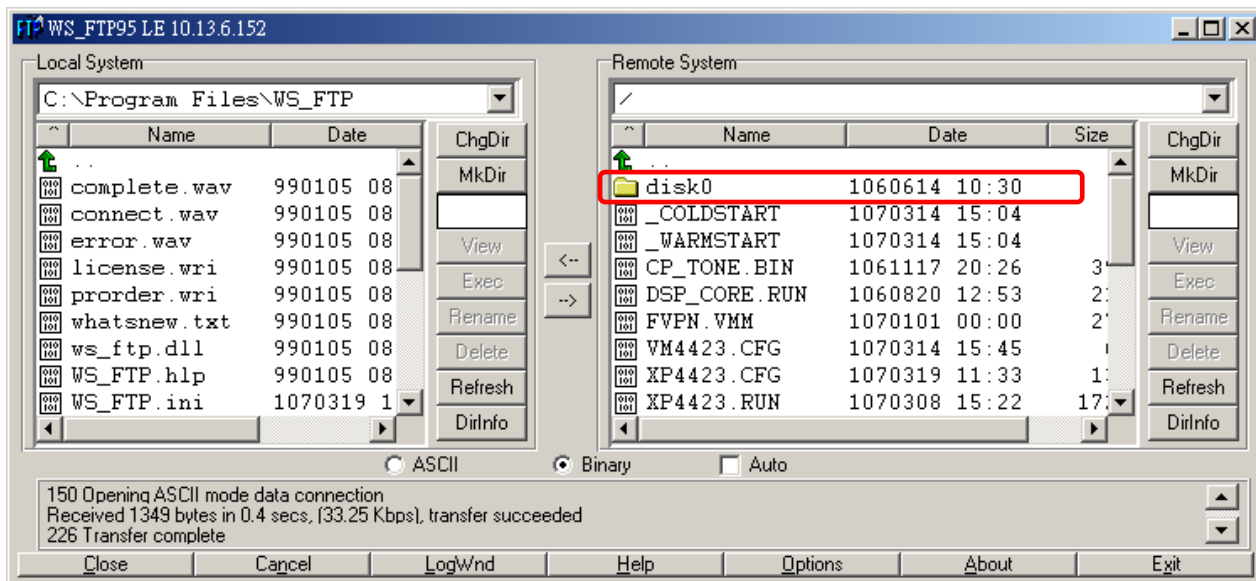 WS_FTP95 LE 10.13.6.152
Local System
C:\Program Files\WS_FTP
^ Name Date
..
complete.wav 990105 08
connect.wav 990105 08
error.wav 990105 08
license.wri 990105 08
prorder.wri 990105 08
whatsnew.txt 990105 08
ws_ftp.dll 990105 08
WS_FTP.hlp 990105 08
WS_FTP.ini 1070319 1
ChgDir
MkDir
View
Exec
Rename
Delete
Refresh
DirInfo
<--
-->
Remote System
/
^ Name Date Size
..
disk0 1060614 10:30
_COLDSTART 1070314 15:04
_WARMSTART 1070314 15:04
CP_TONE.BIN 1061117 20:26 3
DSP_CORE.RUN 1060820 12:53 2
FVPN.VMM 1070101 00:00 2
VM4423.CFG 1070314 15:45
XP4423.CFG 1070319 11:33 1
XP4423.RUN 1070308 15:22 17
ChgDir
MkDir
View
Exec
Rename
Delete
Refresh
DirInfo
ASCII Binary Auto
150 Opening ASCII mode data connection
Received 1349 bytes in 0.4 secs, (33.25 Kbps), transfer succeeded
226 Transfer complete
Close Cancel LogWnd Help Options About Exit